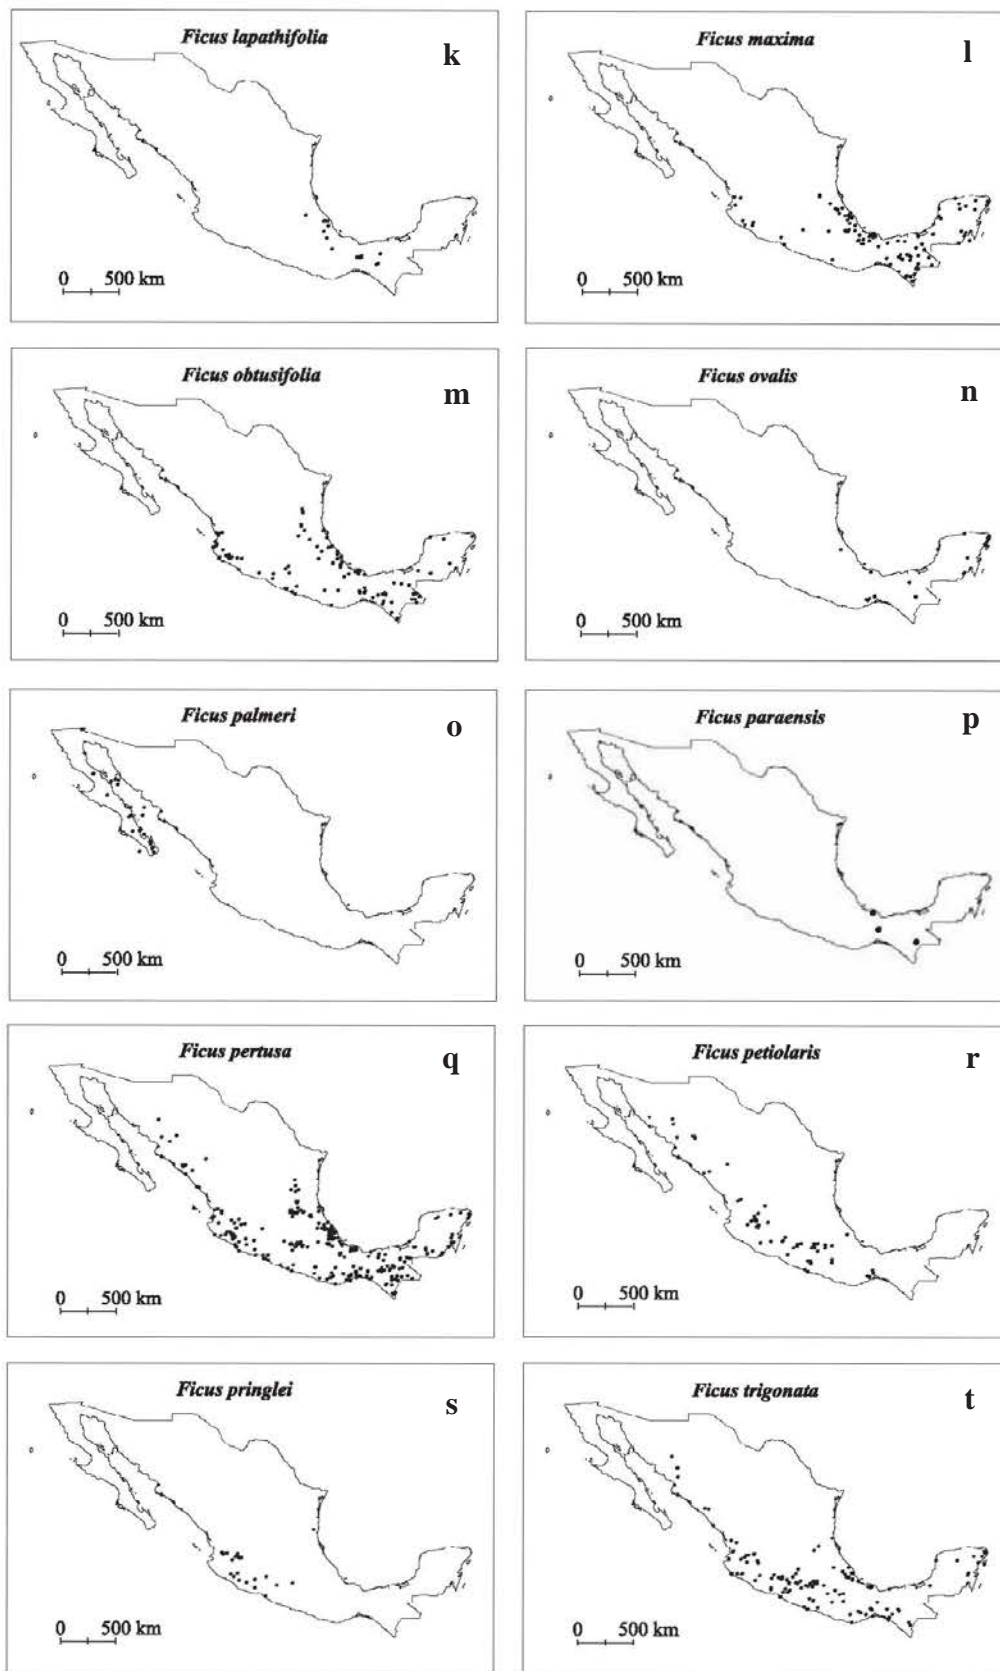 Ficus lapathifolia k
0 500 km
Ficus maxima l
0 500 km
Ficus obtusifolia m
0 500 km
Ficus ovalis n
0 500 km
Ficus palmeri o
0 500 km
Ficus paraensis p
0 500 km
Ficus pertusa q
0 500 km
Ficus petiolaris r
0 500 km
Ficus pringlei s
0 500 km
Ficus trigonata t
0 500 km